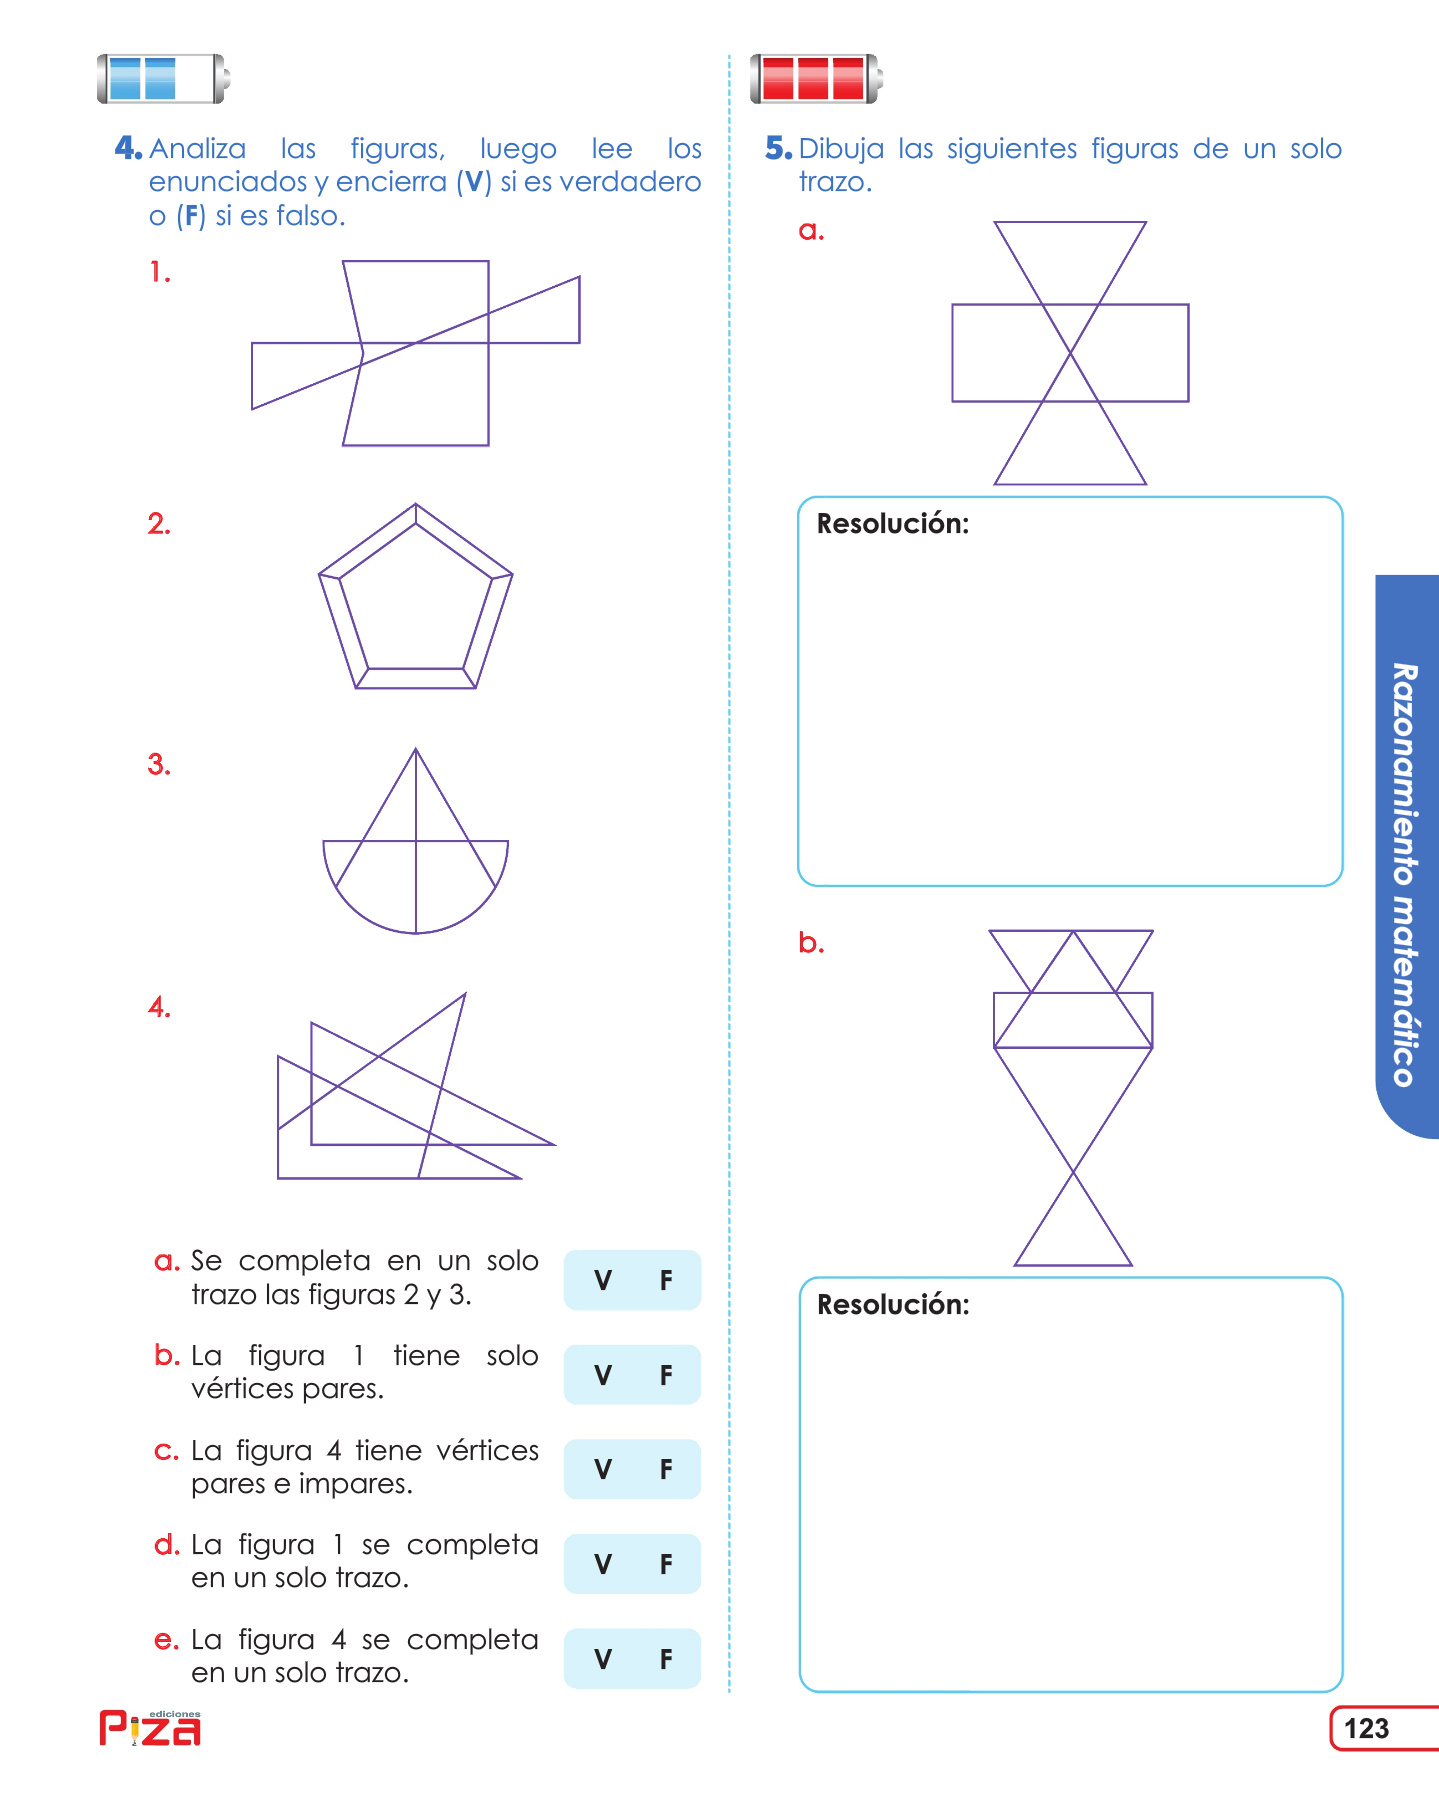 4. Analiza las figuras, luego lee los
enunciados y encierra (V) si es verdadero
o (F) si es falso.
1.
2.
3.
4.
a. Se completa en un solo
trazo las figuras 2 y 3.
V F
b. La figura 1 tiene solo
vértices pares.
V F
c. La figura 4 tiene vértices
pares e impares.
V F
d. La figura 1 se completa
en un solo trazo.
V F
e. La figura 4 se completa
en un solo trazo.
V F
5. Dibuja las siguientes figuras de un solo
trazo.
a.
Resolución:
b.
Resolución:
Razonamiento matemático
ediciones
Piza
123